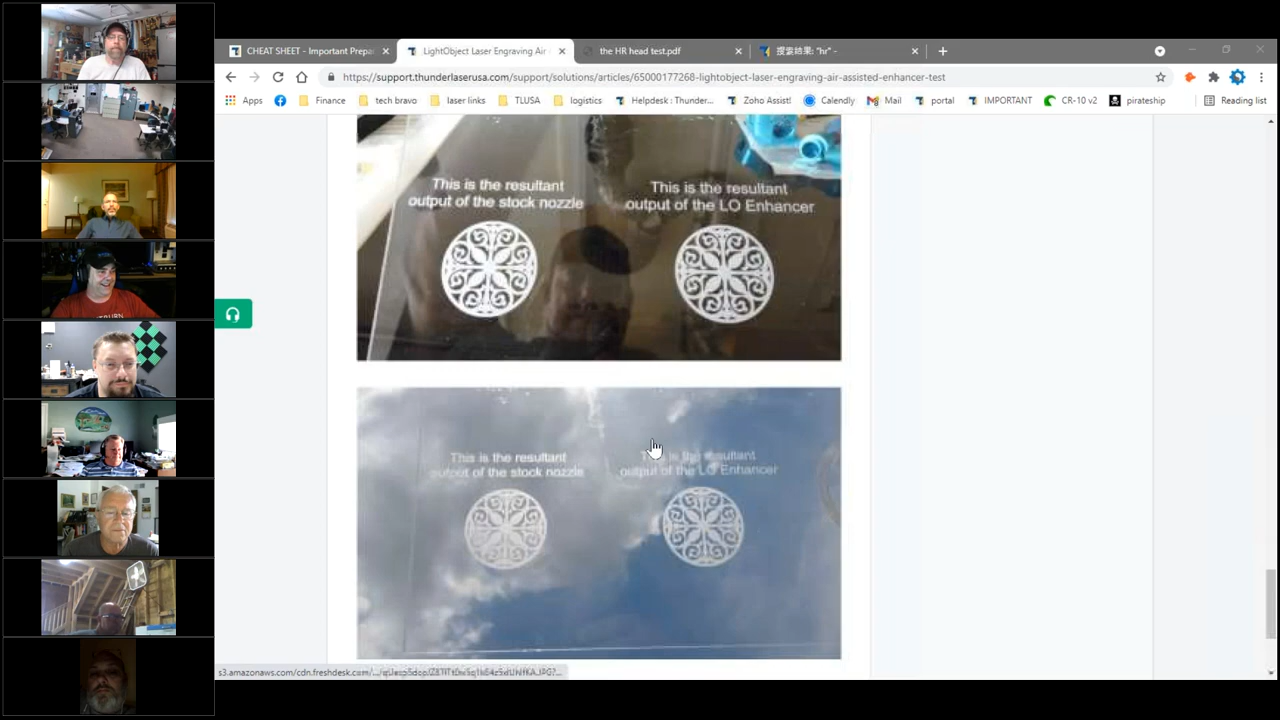 CHEAT SHEET - Important Prepa
LightObject Laser Engraving Air
the HR head test.pdf
搜索结果: "hr" -
https://support.thunderlaserusa.com/support/solutions/articles/65000177268-lightobject-laser-engraving-air-assisted-enhancer-test
Apps
Finance
tech bravo
laser links
TLUSA
logistics
Helpdesk : Thunder...
Zoho Assist
Calendly
Mail
portal
IMPORTANT
CR-10 v2
pirateship
Reading list
This is the resultant
output of the stock nozzle
This is the resultant
output of the LO Enhancer
This is the resultant
output of the stock nozzle
is the resultant
output of the LO Enhancer